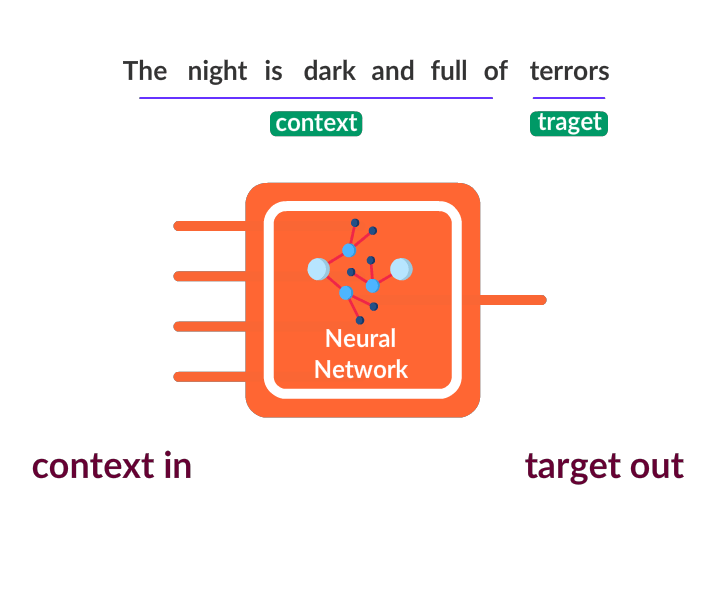 The night is dark and full of terrors
context traget
Neural
Network
context in target out